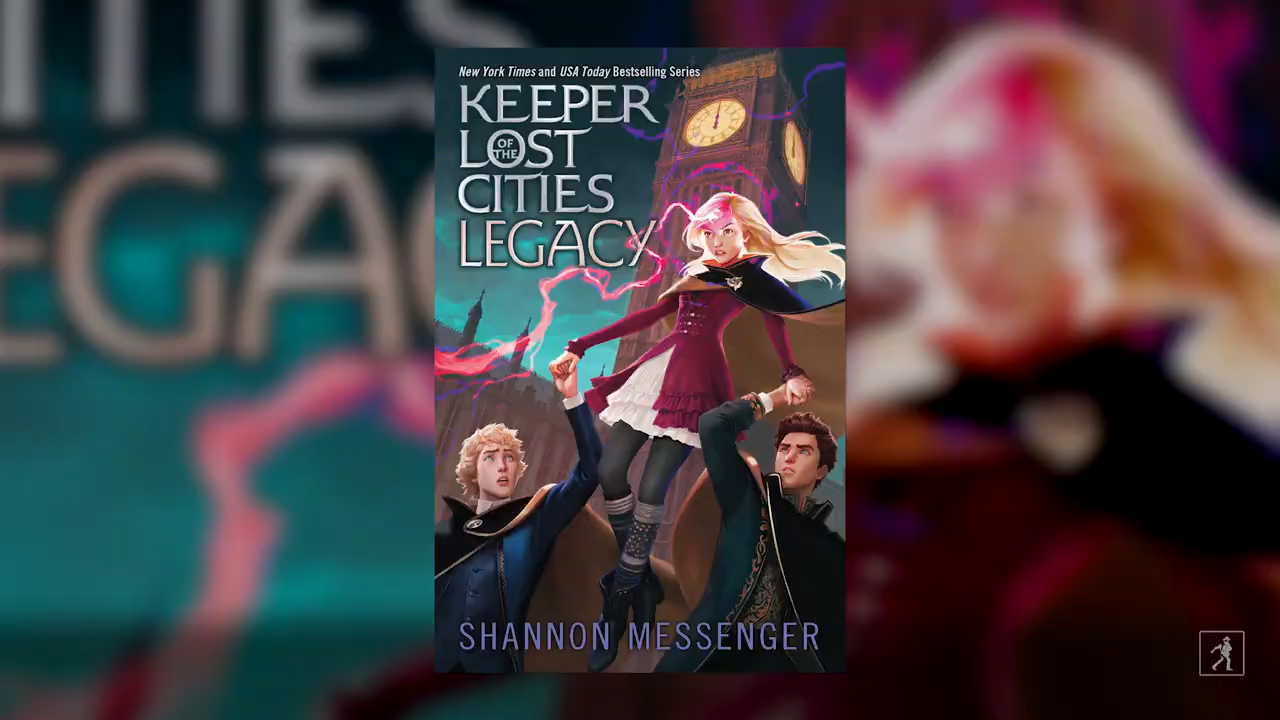 New York Times and USA Today Bestselling Series
KEEPER
OF THE
LOST
CITIES
LEGACY
SHANNON MESSENGER